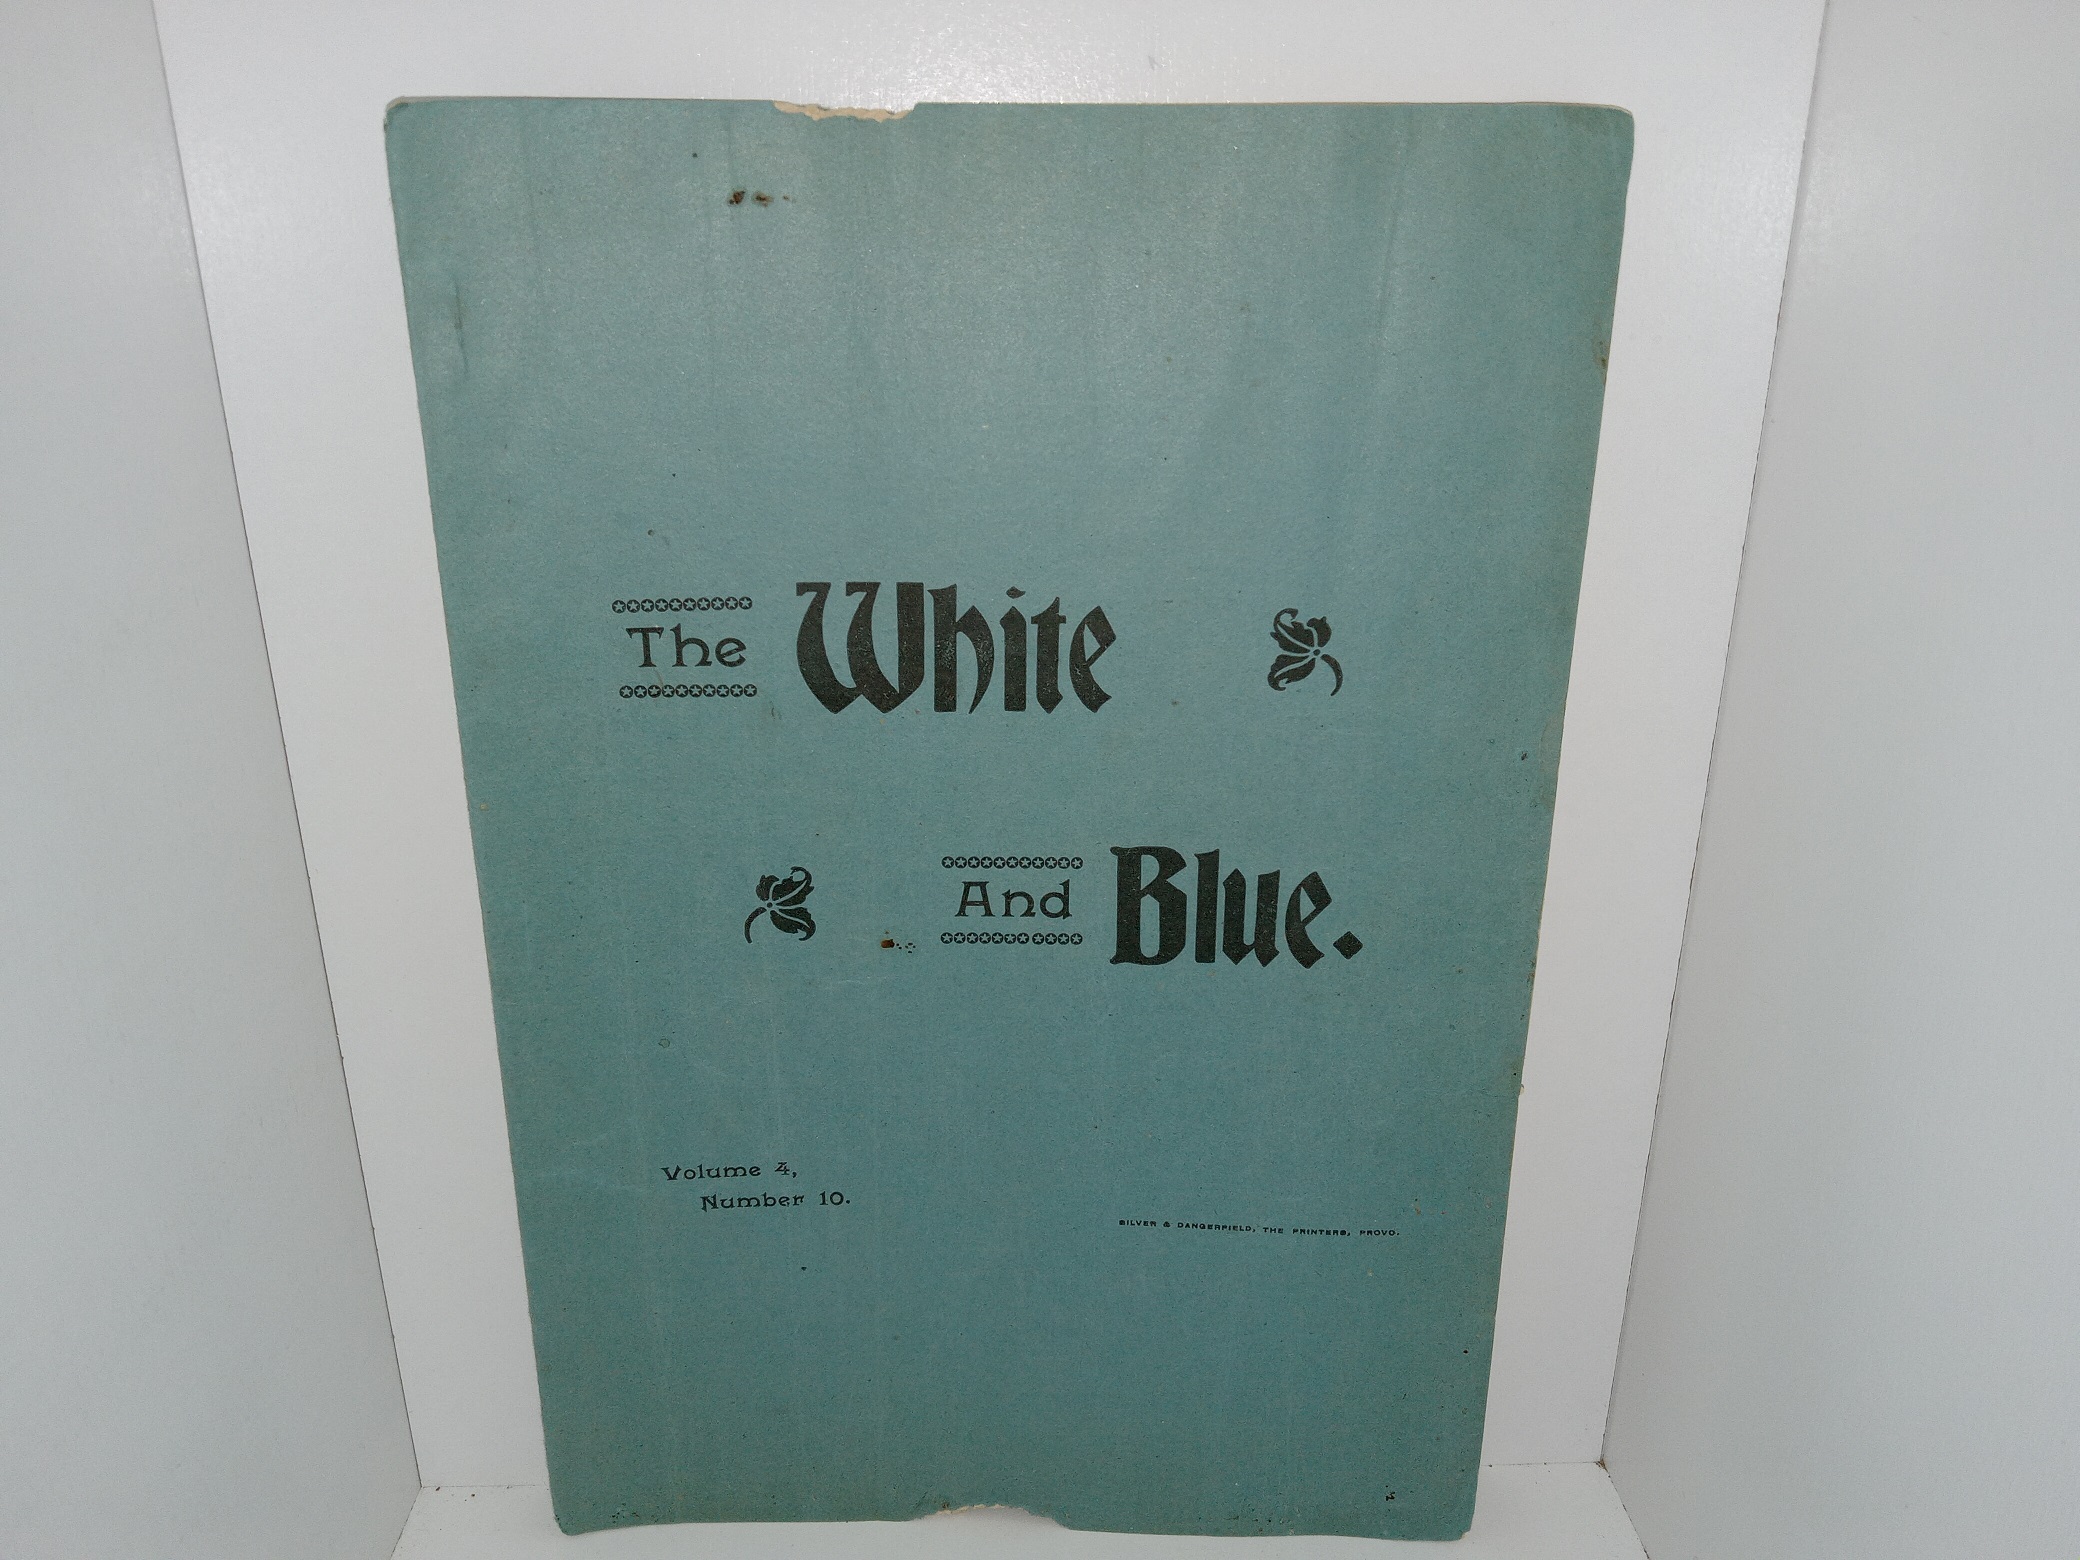 The White
And Blue.
Volume 4,
Number 10.
SILVER & DANGERFIELD, THE PRINTERS, PROVO.